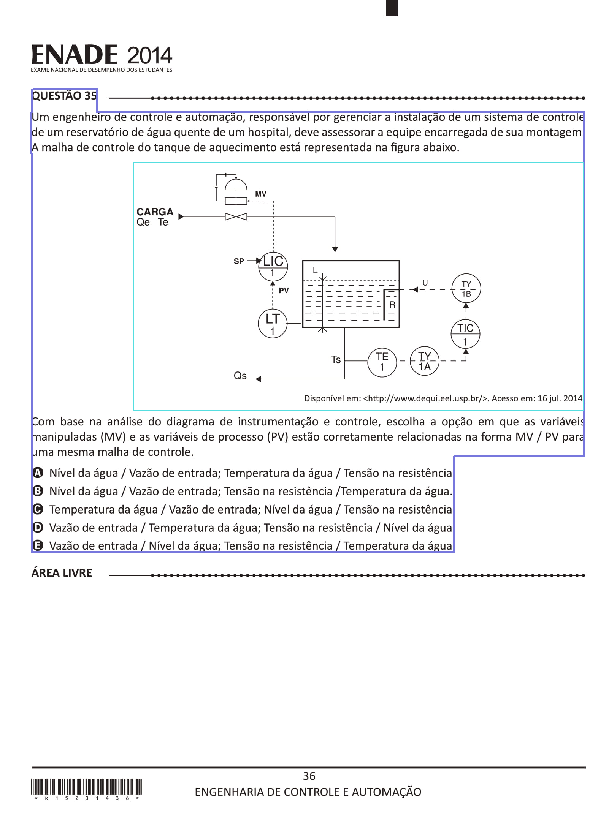 ENADE 2014
EXAME NACIONAL DE DESEMPENHO DOS ESTUDANTES
QUESTÃO 35
Um engenheiro de controle e automação, responsável por gerenciar a instalação de um sistema de controle
de um reservatório de água quente de um hospital, deve assessorar a equipe encarregada de sua montagem.
A malha de controle do tanque de aquecimento está representada na figura abaixo.
MV
CARGA
Qe Te
SP
LIC
1
L
PV
U
TY
1B
R
LT
1
TIC
1
Ts
TE
1
TY
1A
Qs
Disponível em: <http://www.dequi.eel.usp.br/>. Acesso em: 16 jul. 2014
Com base na análise do diagrama de instrumentação e controle, escolha a opção em que as variáveis
manipuladas (MV) e as variáveis de processo (PV) estão corretamente relacionadas na forma MV / PV para
uma mesma malha de controle.
A Nível da água / Vazão de entrada; Temperatura da água / Tensão na resistência
B Nível da água / Vazão de entrada; Tensão na resistência /Temperatura da água.
C Temperatura da água / Vazão de entrada; Nível da água / Tensão na resistência
D Vazão de entrada / Temperatura da água; Tensão na resistência / Nível da água
E Vazão de entrada / Nível da água; Tensão na resistência / Temperatura da água
ÁREA LIVRE
36
ENGENHARIA DE CONTROLE E AUTOMAÇÃO